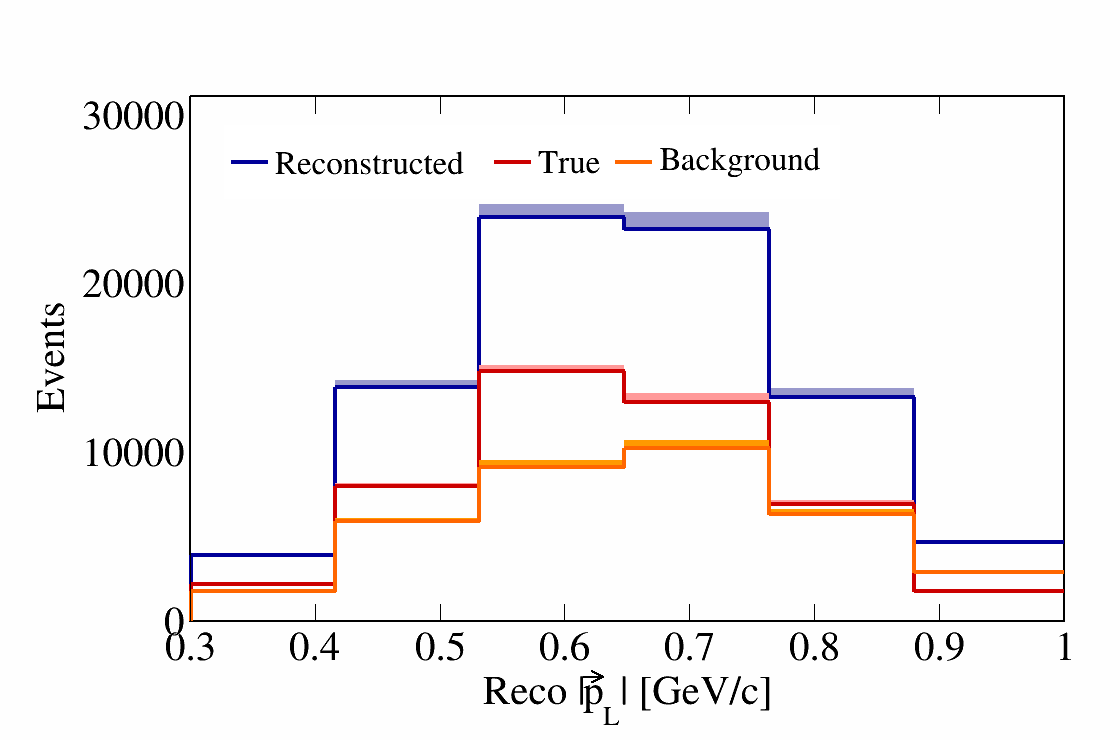 30000
Reconstructed True Background
20000
Events
10000
0
0.3 0.4 0.5 0.6 0.7 0.8 0.9 1
Reco |p⃗_L| [GeV/c]